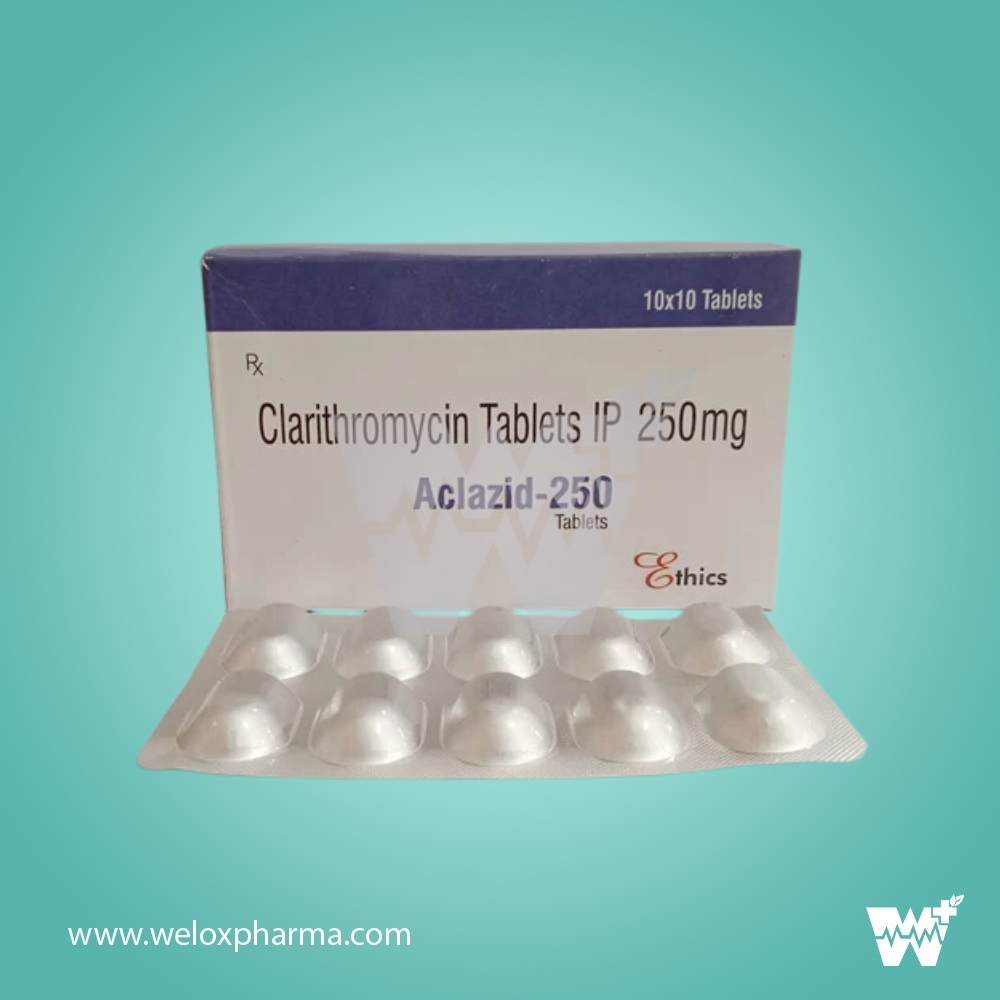 10x10 Tablets
Rx
Clarithromycin Tablets IP 250mg
Aclazid-250
Tablets
Ethics
www.weloxpharma.com
W+